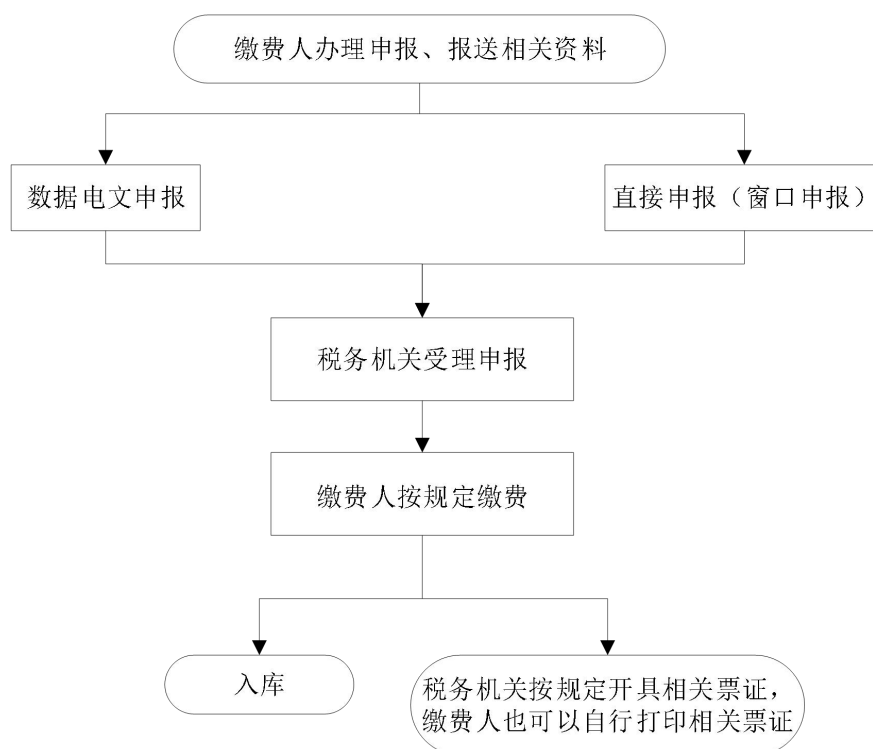 缴费人办理申报、报送相关资料
数据电文申报
直接申报（窗口申报）
税务机关受理申报
缴费人按规定缴费
入库
税务机关按规定开具相关票证，
缴费人也可以自行打印相关票证